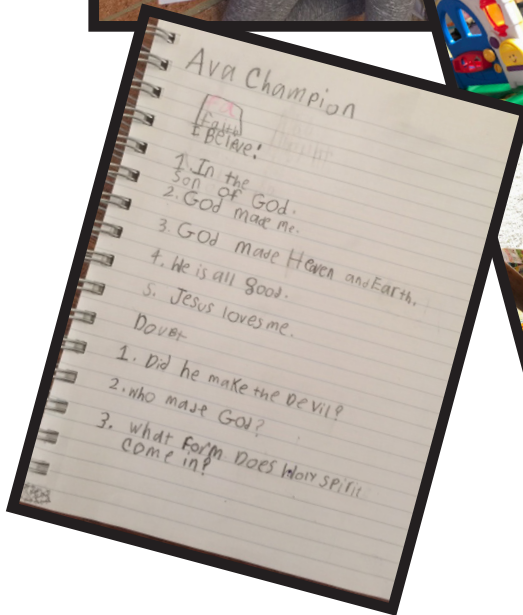 Ava Champion
Faith
I Beleive!
1. In the
Son of God.
2. God made me.
3. God made Heaven and Earth.
4. He is all good.
5. Jesus loves me.
Doubt
1. Did he make the Devil?
2. who made God?
3. what form Does Holy spirit
come in?